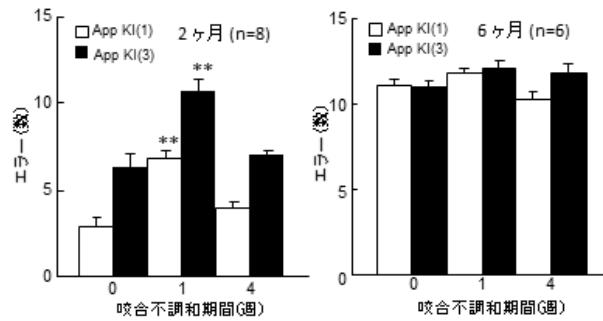 App KI(1)
App KI(3)
2ヶ月 (n=8)
**
**
エラー(数)
15
10
5
0
0
1
4
咬合不調和期間(週)
App KI(1)
App KI(3)
6ヶ月 (n=6)
エラー(数)
15
10
5
0
0
1
4
咬合不調和期間(週)